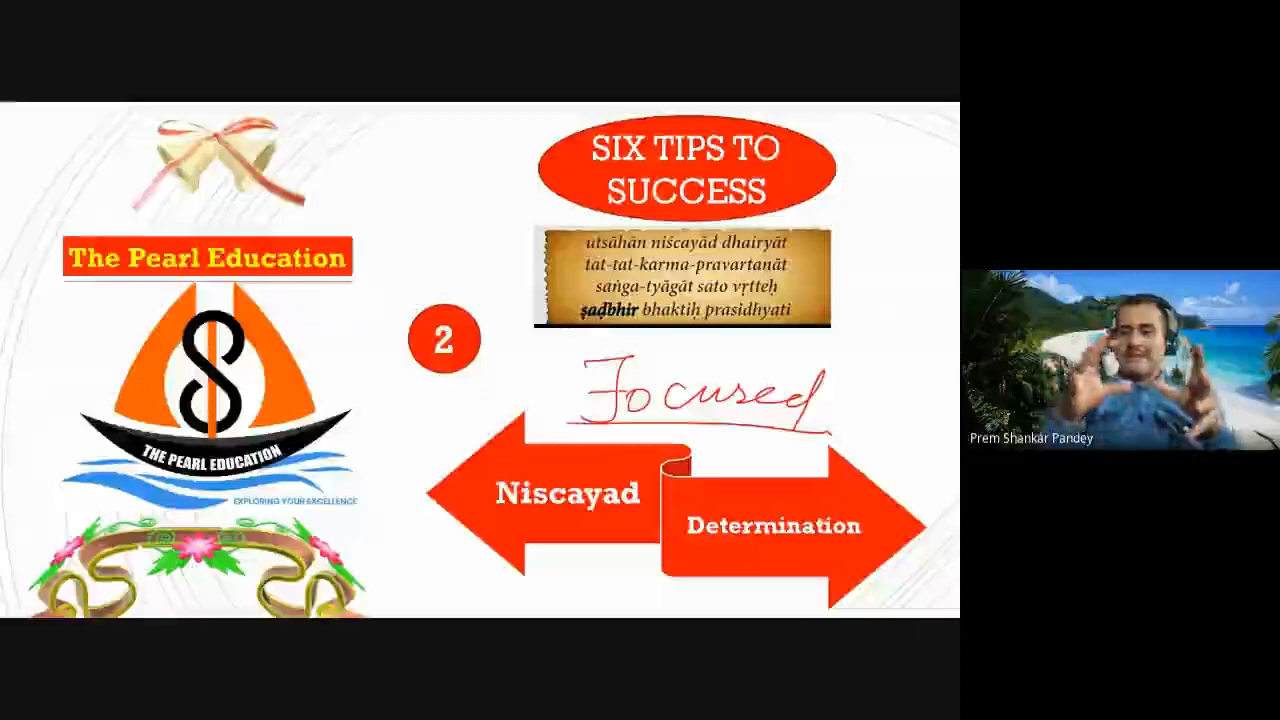 SIX TIPS TO
SUCCESS
utsāhān niścayād dhairyāt
tat-tat-karma-pravartanāt
saṅga-tyāgāt sato vṛtteḥ
ṣaḍbhir bhaktiḥ prasidhyati
The Pearl Education
THE PEARL EDUCATION
EXPLORING YOUR EXCELLENCE
2
Focused
Niscayad
Determination
Prem Shankar Pandey